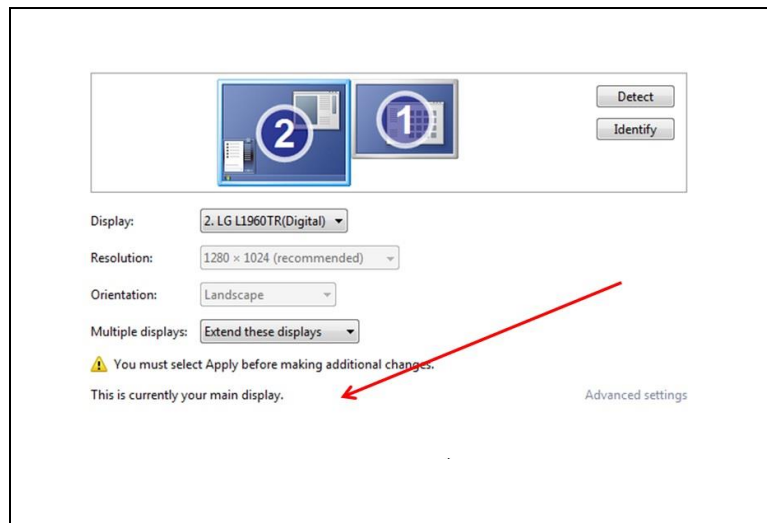 2
1
Detect
Identify
Display: 2. LG L1960TR(Digital)
Resolution: 1280 × 1024 (recommended)
Orientation: Landscape
Multiple displays: Extend these displays
You must select Apply before making additional changes.
This is currently your main display. Advanced settings